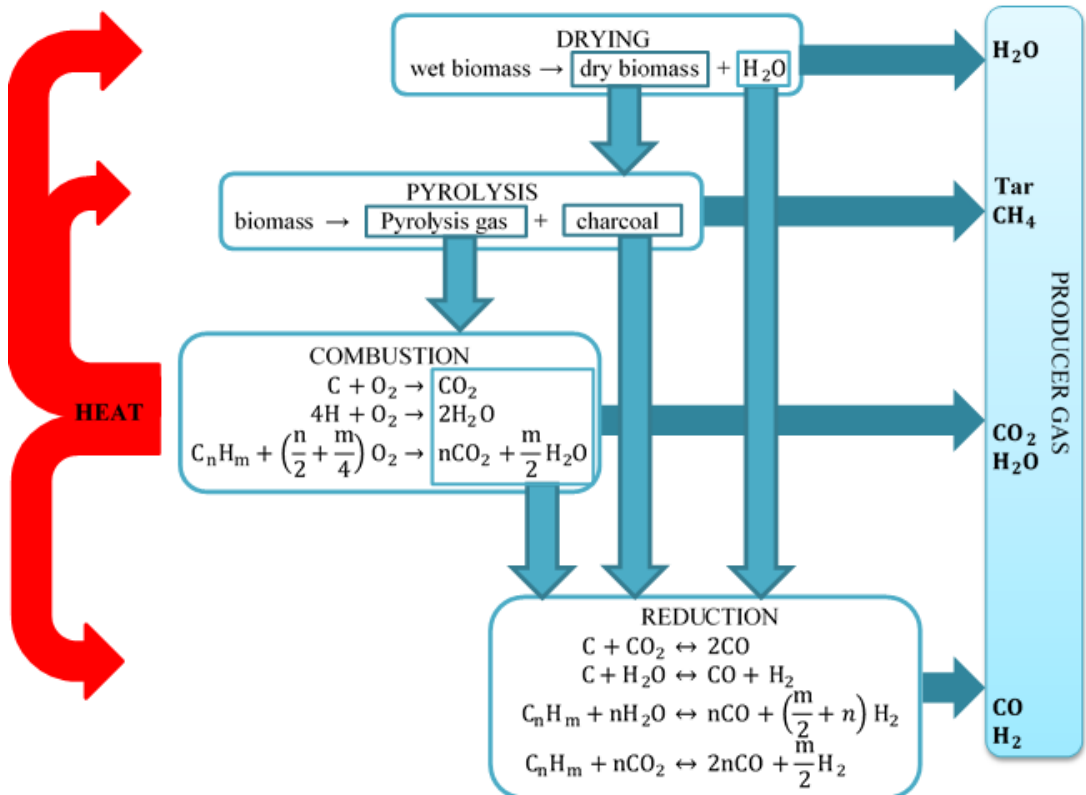 DRYING
wet biomass → dry biomass + H₂O
H₂O
PYROLYSIS
biomass → Pyrolysis gas + charcoal
Tar
CH₄
COMBUSTION
C + O₂ → CO₂
4H + O₂ → 2H₂O
CₙHₘ + (n/2 + m/4) O₂ → nCO₂ + m/2 H₂O
HEAT
CO₂
H₂O
PRODUCER GAS
REDUCTION
C + CO₂ ↔ 2CO
C + H₂O ↔ CO + H₂
CₙHₘ + nH₂O ↔ nCO + (m/2 + n) H₂
CₙHₘ + nCO₂ ↔ 2nCO + m/2 H₂
CO
H₂